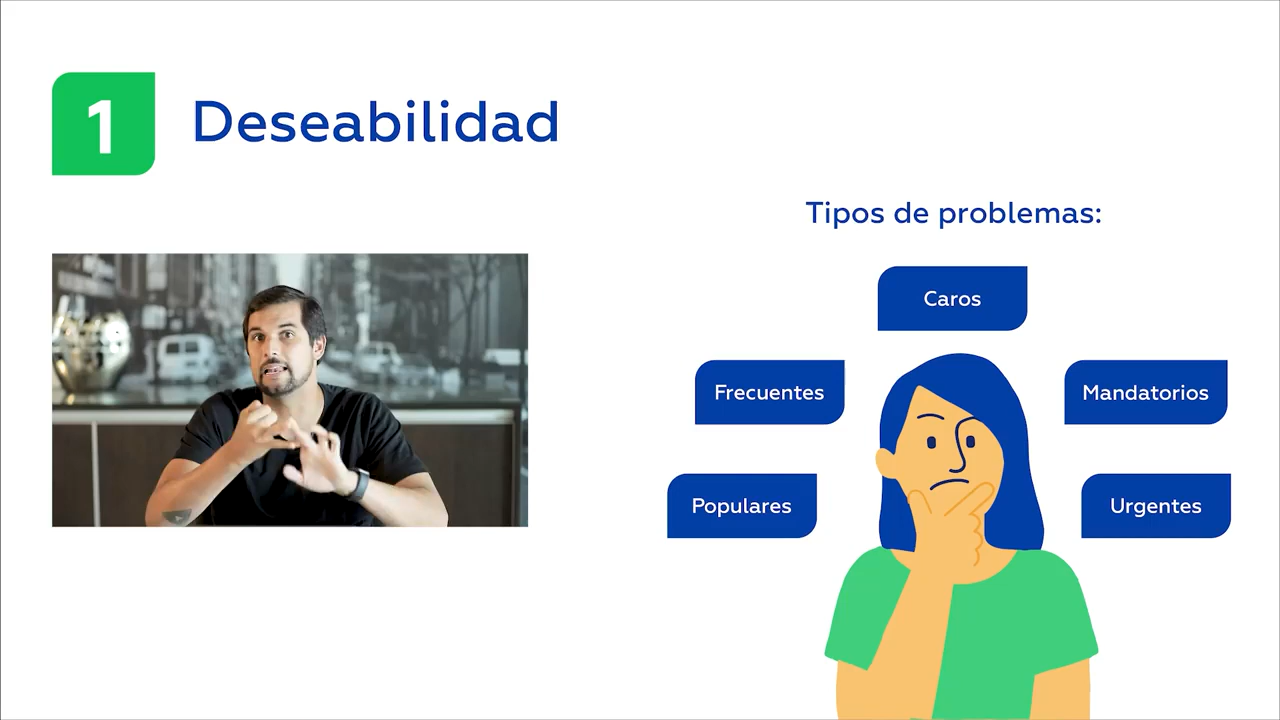 1
Deseabilidad
Tipos de problemas:
Caros
Frecuentes
Mandatorios
Populares
Urgentes